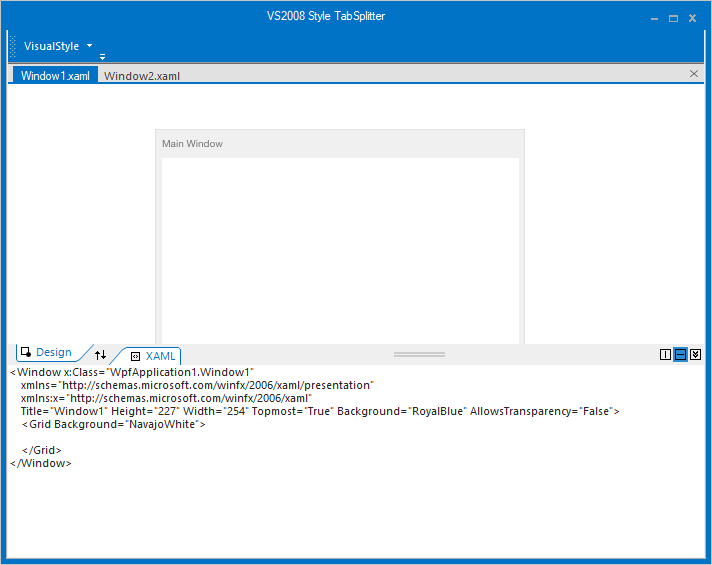 VS2008 Style TabSplitter
VisualStyle
Window1.xaml Window2.xaml
Main Window
Design XAML
<Window x:Class="WpfApplication1.Window1"
xmlns="http://schemas.microsoft.com/winfx/2006/xaml/presentation"
xmlns:x="http://schemas.microsoft.com/winfx/2006/xaml"
Title="Window1" Height="227" Width="254" Topmost="True" Background="RoyalBlue" AllowsTransparency="False">
<Grid Background="NavajoWhite">
</Grid>
</Window>